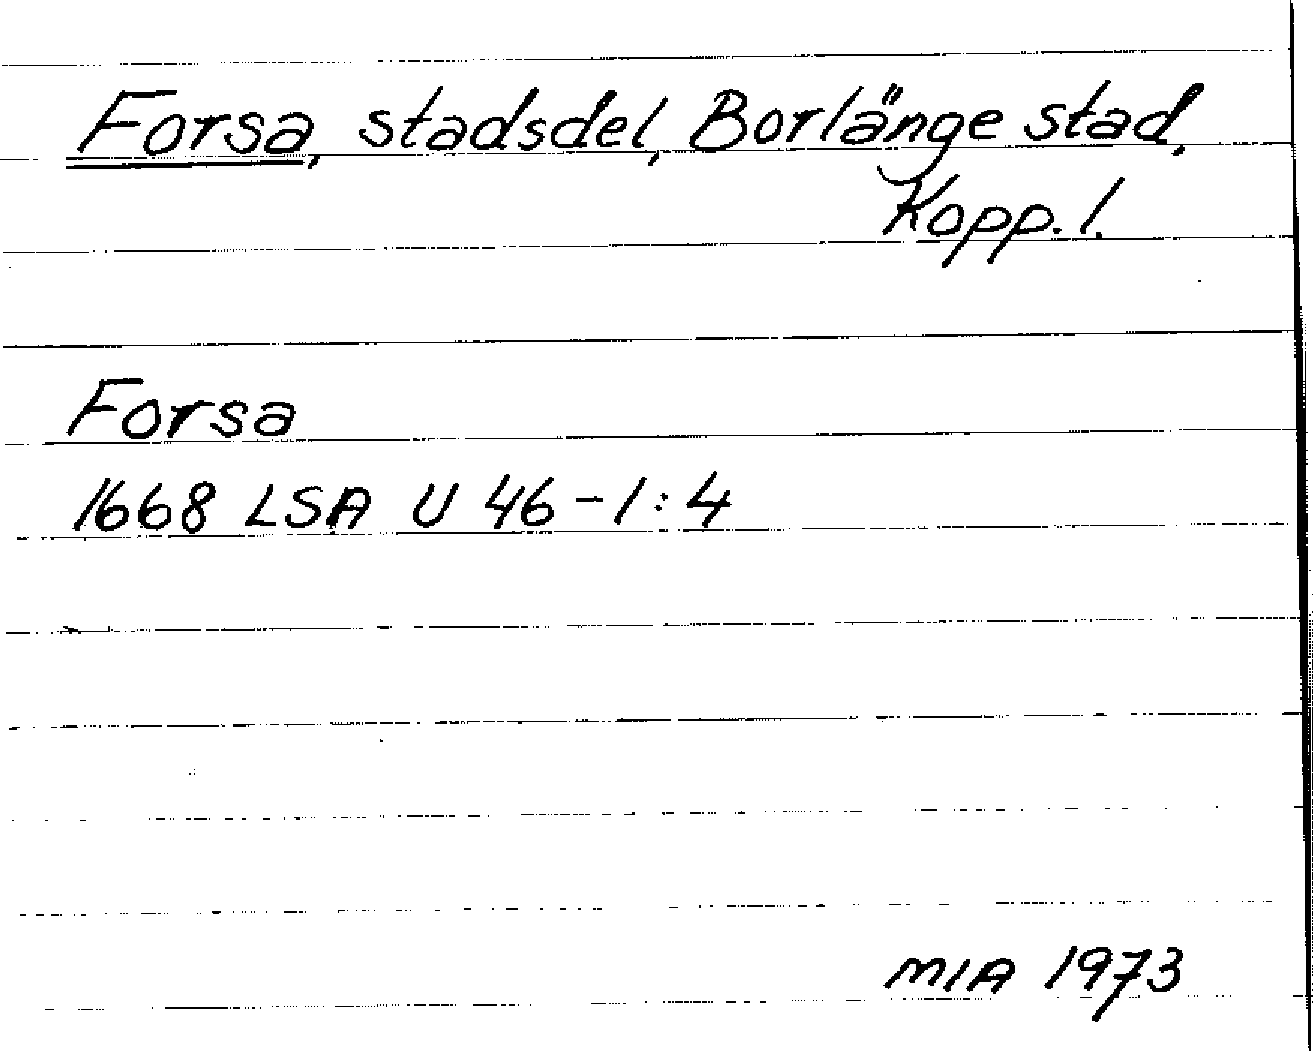 Forsa, stadsdel, Borlänge stad,
Kopp. l.
Forsa
1668 LSA U 46-1:4
MIA 1973